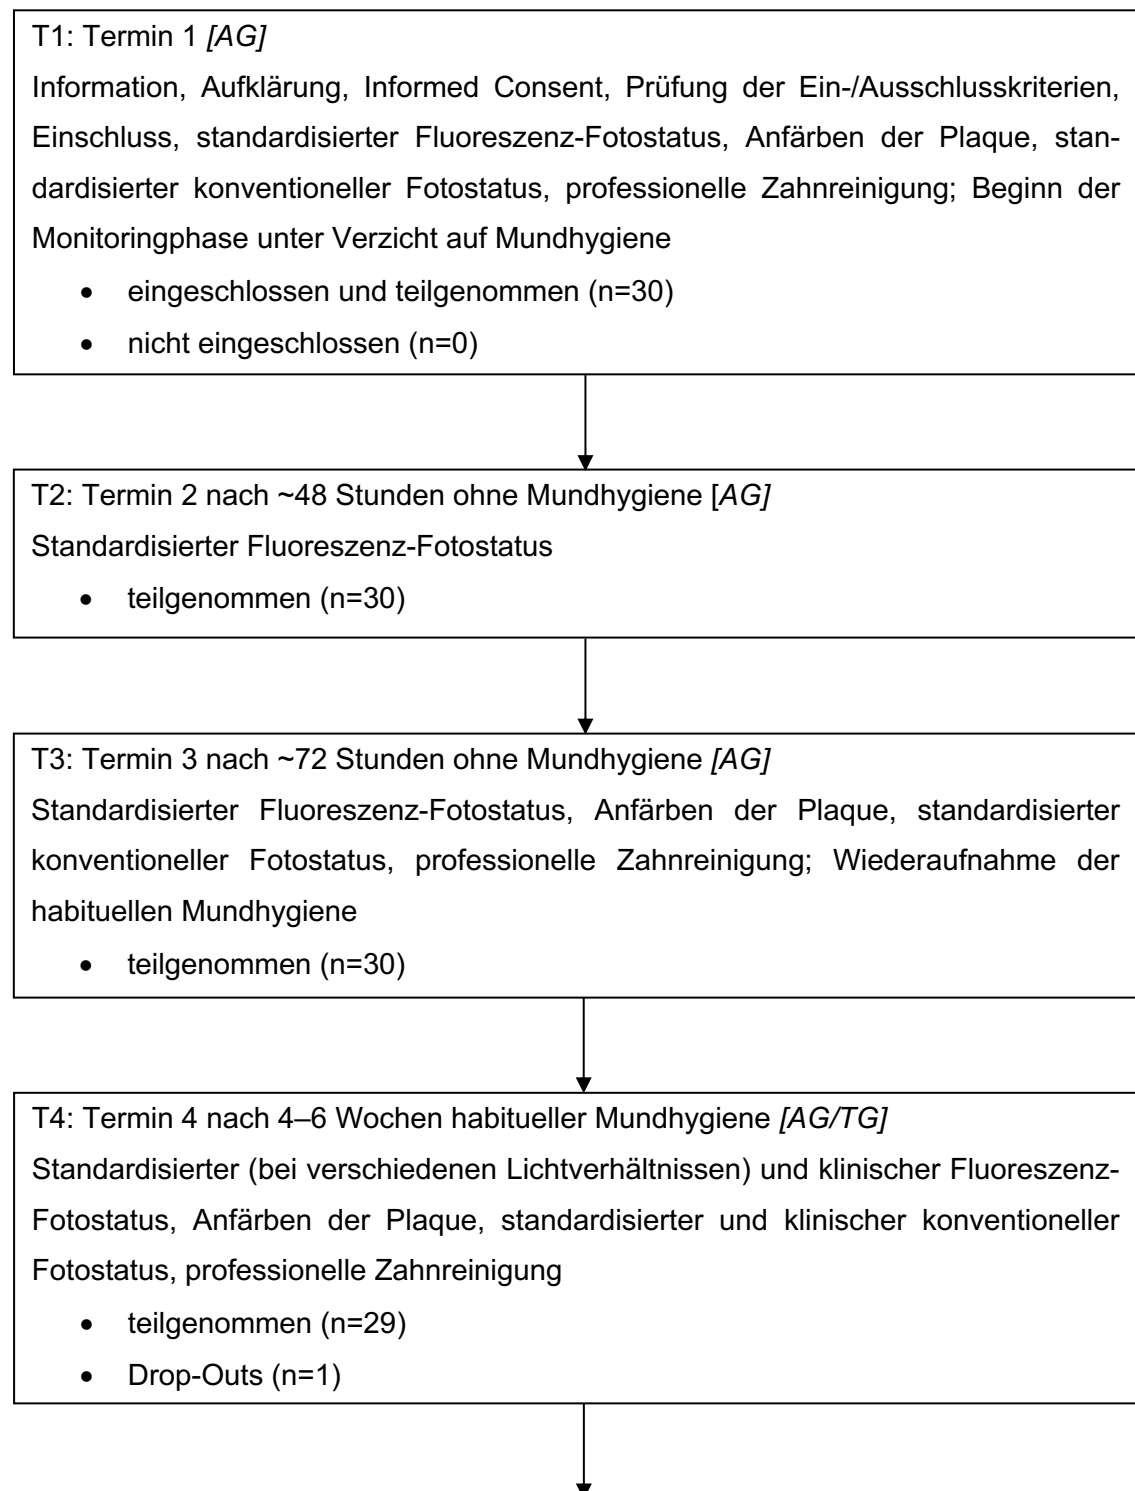 T1: Termin 1 [AG]
Information, Aufklärung, Informed Consent, Prüfung der Ein-/Ausschlusskriterien,
Einschluss, standardisierter Fluoreszenz-Fotostatus, Anfärben der Plaque, stan-
dardisierter konventioneller Fotostatus, professionelle Zahnreinigung; Beginn der
Monitoringphase unter Verzicht auf Mundhygiene
• eingeschlossen und teilgenommen (n=30)
• nicht eingeschlossen (n=0)
T2: Termin 2 nach ~48 Stunden ohne Mundhygiene [AG]
Standardisierter Fluoreszenz-Fotostatus
• teilgenommen (n=30)
T3: Termin 3 nach ~72 Stunden ohne Mundhygiene [AG]
Standardisierter Fluoreszenz-Fotostatus, Anfärben der Plaque, standardisierter
konventioneller Fotostatus, professionelle Zahnreinigung; Wiederaufnahme der
habituellen Mundhygiene
• teilgenommen (n=30)
T4: Termin 4 nach 4–6 Wochen habitueller Mundhygiene [AG/TG]
Standardisierter (bei verschiedenen Lichtverhältnissen) und klinischer Fluoreszenz-
Fotostatus, Anfärben der Plaque, standardisierter und klinischer konventioneller
Fotostatus, professionelle Zahnreinigung
• teilgenommen (n=29)
• Drop-Outs (n=1)